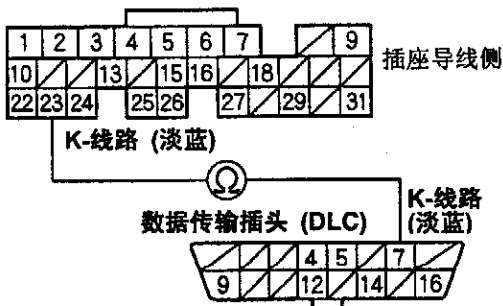 1 2 3 4 5 6 7 9
10 13 15 16 18
插座导线侧
22 23 24 25 26 27 29 31
K-线路 (淡蓝)
Ω
K-线路
(淡蓝)
数据传输插头 (DLC)
4 5 7
9 12 14 16